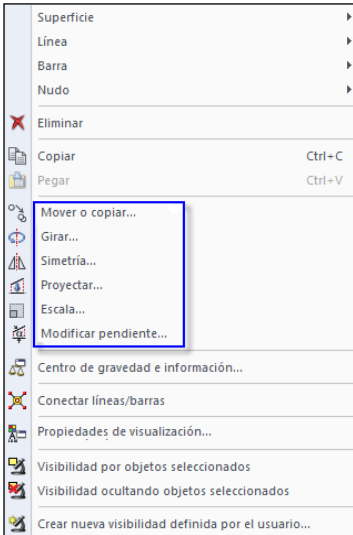 Superficie
Línea
Barra
Nudo
Eliminar
Copiar Ctrl+C
Pegar Ctrl+V
Mover o copiar...
Girar...
Simetría...
Proyectar...
Escala...
Modificar pendiente...
Centro de gravedad e información...
Conectar líneas/barras
Propiedades de visualización...
Visibilidad por objetos seleccionados
Visibilidad ocultando objetos seleccionados
Crear nueva visibilidad definida por el usuario...